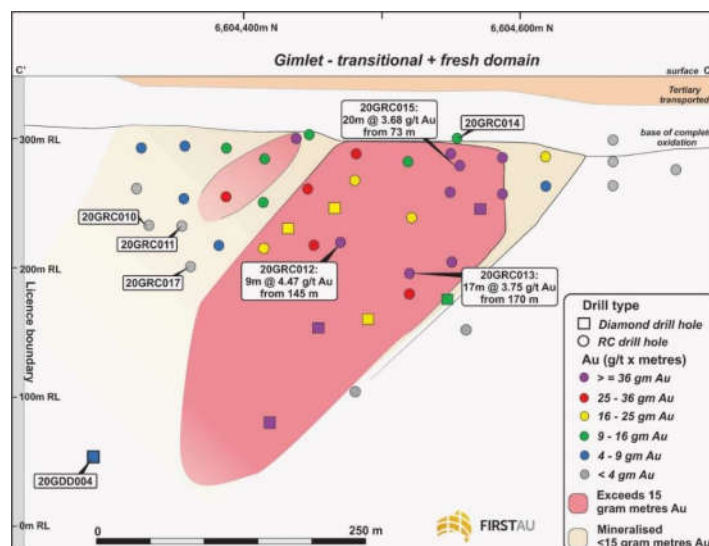 6,604,400m N
6,604,600m N
Gimlet - transitional + fresh domain
C'
surface C
Tertiary
transported
20GRC015:
20m @ 3.68 g/t Au
from 73 m
20GRC014
300m RL
base of complete
oxidation
20GRC010
20GRC011
20GRC017
200m RL
20GRC012:
9m @ 4.47 g/t Au
from 145 m
20GRC013:
17m @ 3.75 g/t Au
from 170 m
Licence boundary
100m RL
20GDD004
0m RL
0
250 m
FIRSTAU
Drill type
Diamond drill hole
RC drill hole
Au (g/t x metres)
> = 36 gm Au
25 - 36 gm Au
16 - 25 gm Au
9 - 16 gm Au
4 - 9 gm Au
< 4 gm Au
Exceeds 15
gram metres Au
Mineralised
<15 gram metres Au